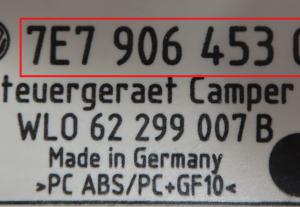 7E7 906 453
teuergeraet Camper
WLO 62 299 007 B
Made in Germany
>PC ABS/PC+GF10<